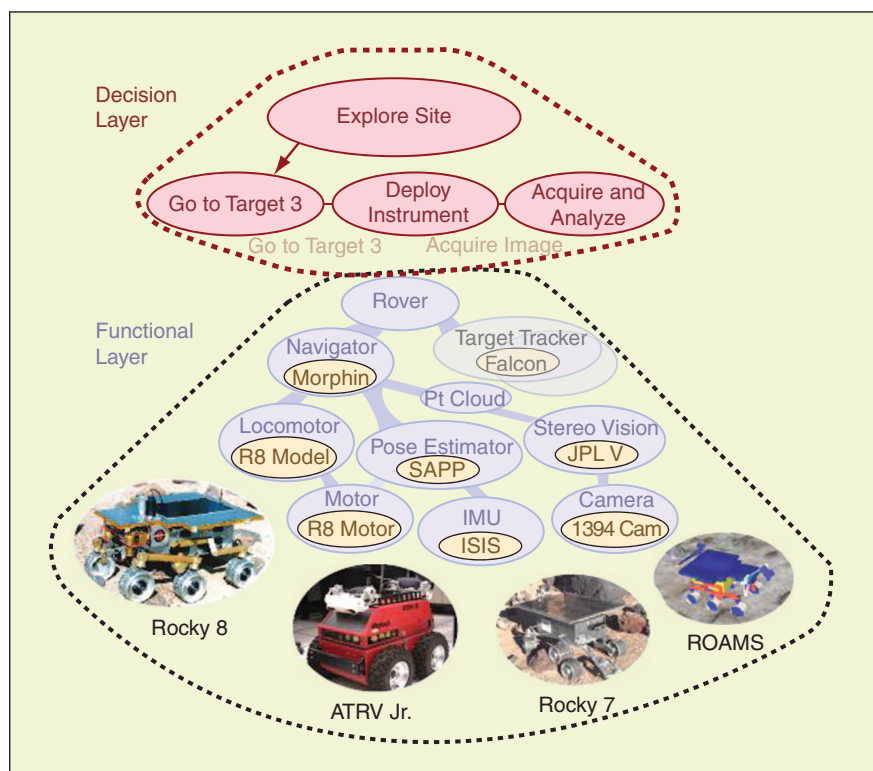 Decision
Layer
Explore Site
Go to Target 3
Deploy
Instrument
Acquire and
Analyze
Go to Target 3
Acquire Image
Rover
Functional
Layer
Navigator
Morphin
Target Tracker
Falcon
Pt Cloud
Locomotor
R8 Model
Pose Estimator
SAPP
Stereo Vision
JPL V
Motor
R8 Motor
IMU
ISIS
Camera
1394 Cam
Rocky 8
ATRV Jr.
Rocky 7
ROAMS